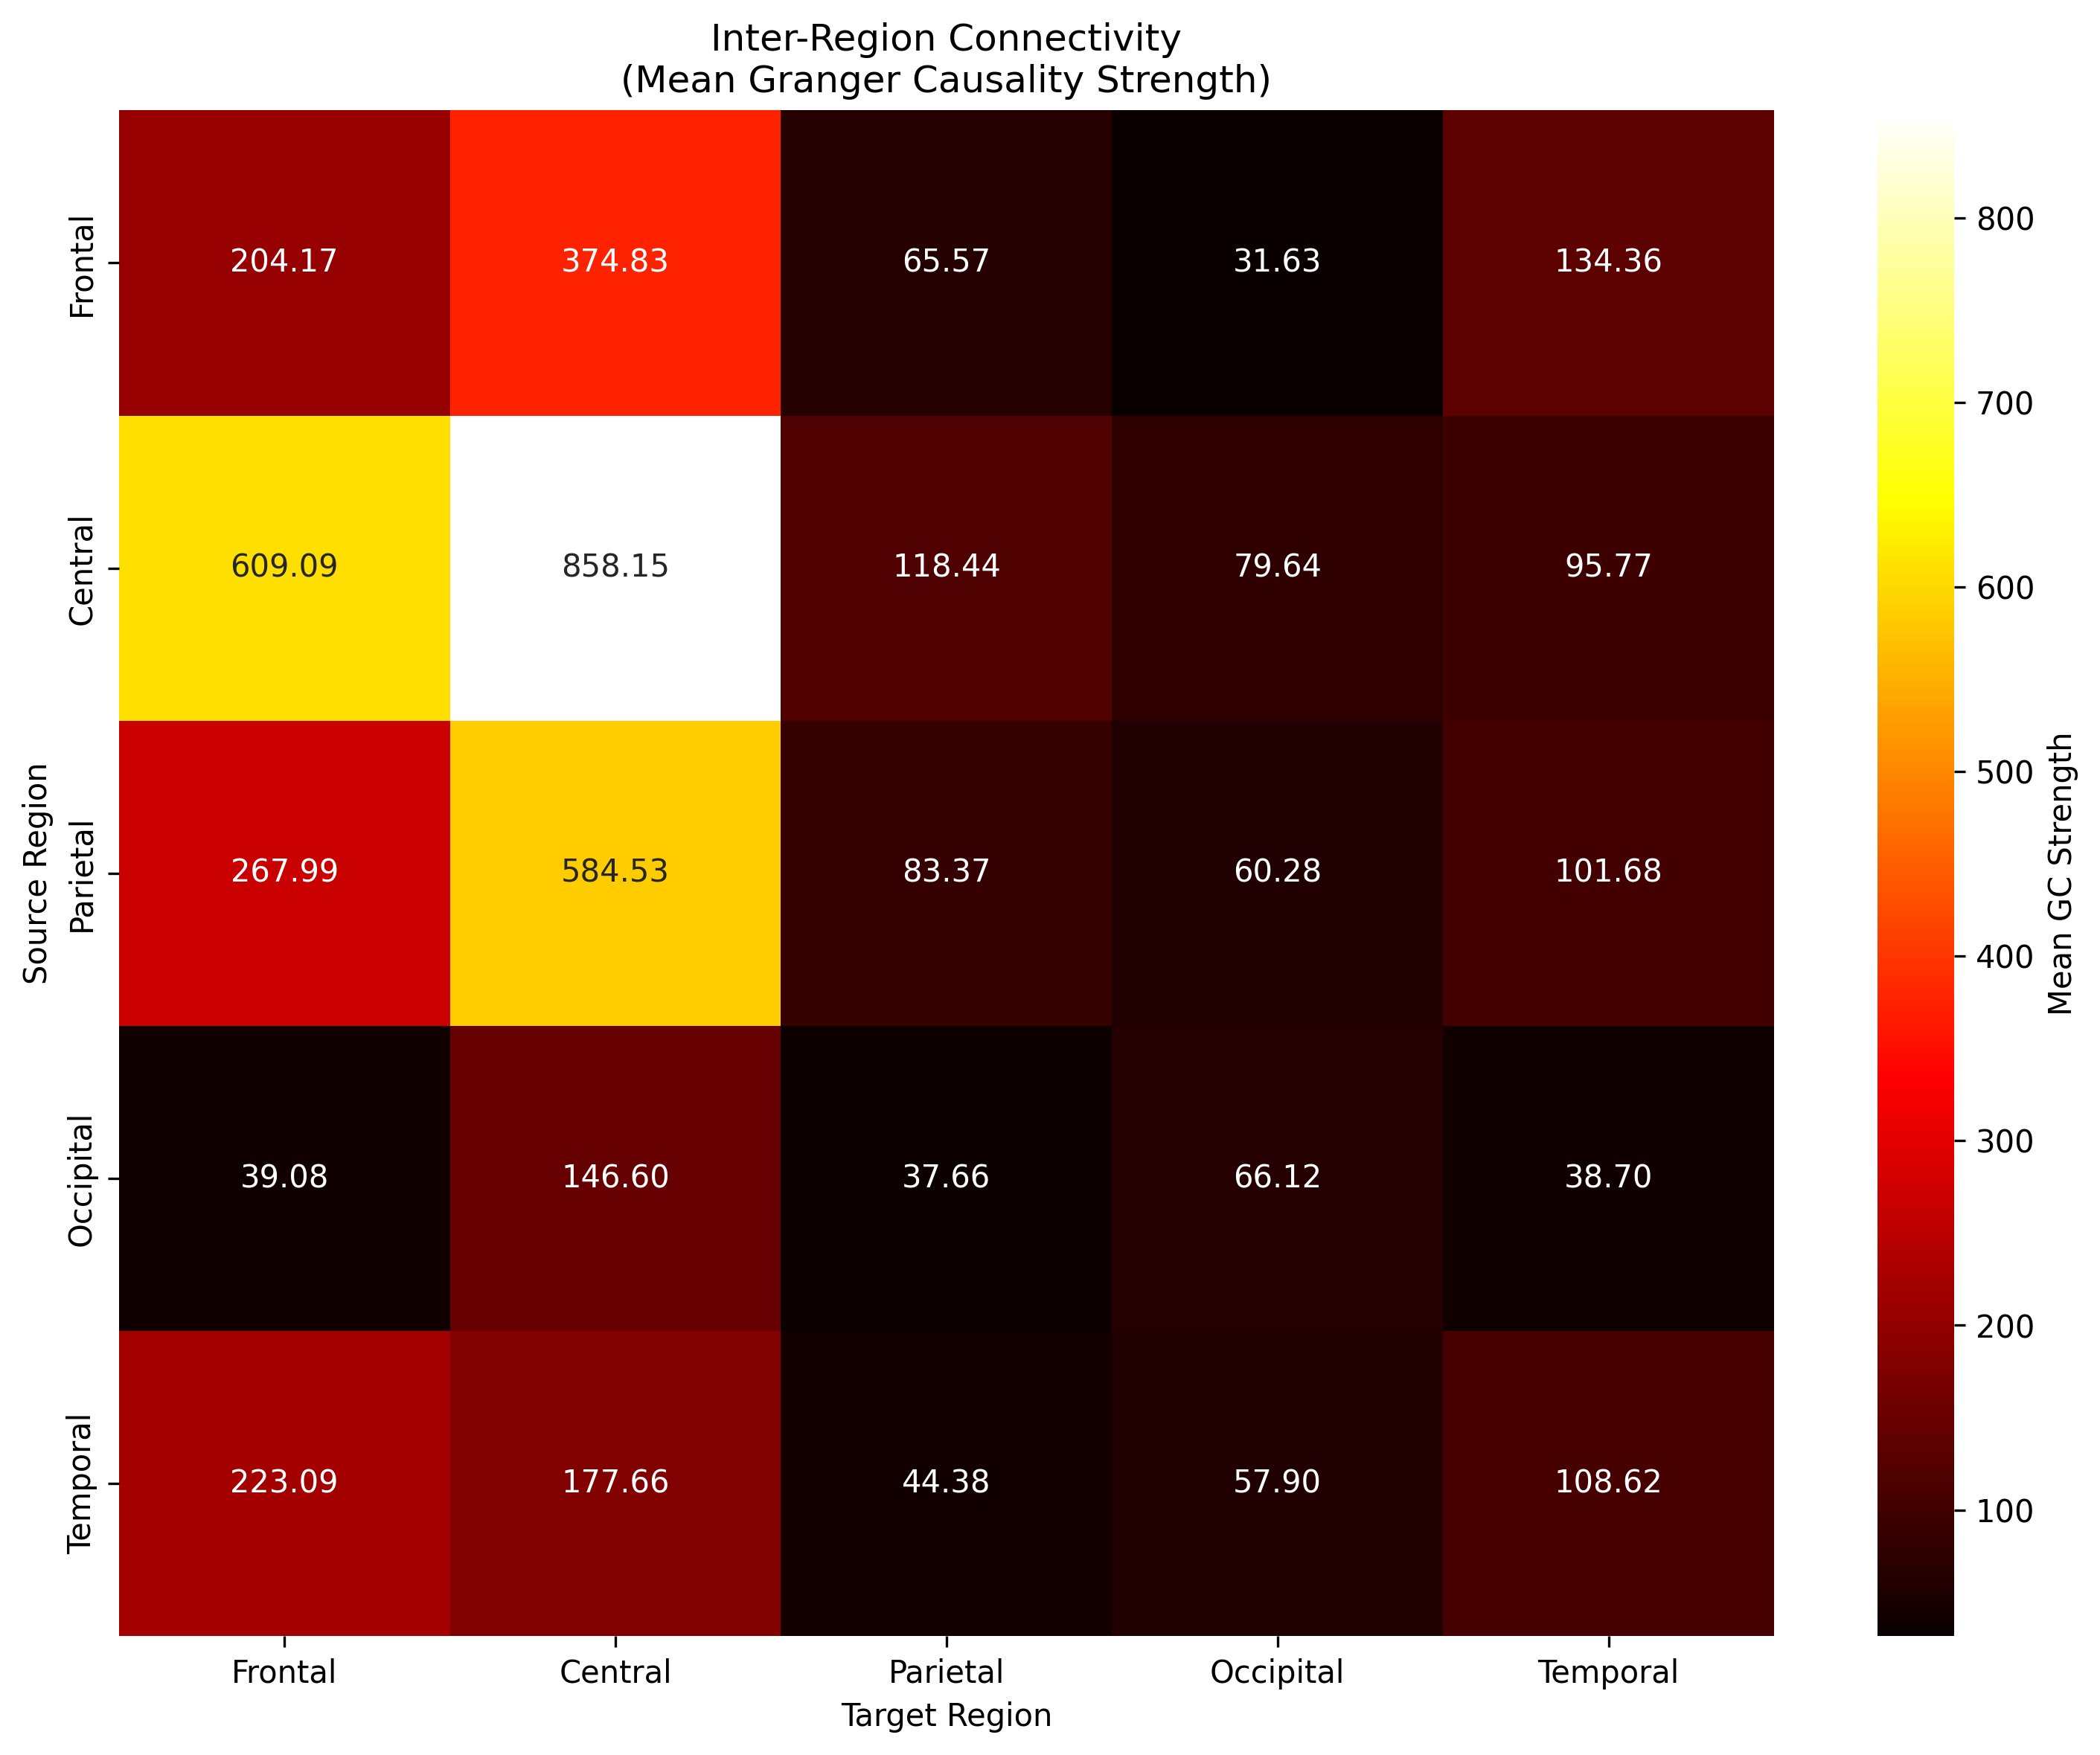 Inter-Region Connectivity
(Mean Granger Causality Strength)
Source Region
Frontal
204.17 374.83 65.57 31.63 134.36
Central
609.09 858.15 118.44 79.64 95.77
Parietal
267.99 584.53 83.37 60.28 101.68
Occipital
39.08 146.60 37.66 66.12 38.70
Temporal
223.09 177.66 44.38 57.90 108.62
Frontal Central Parietal Occipital Temporal
Target Region
800
700
600
500
400
300
200
100
Mean GC Strength